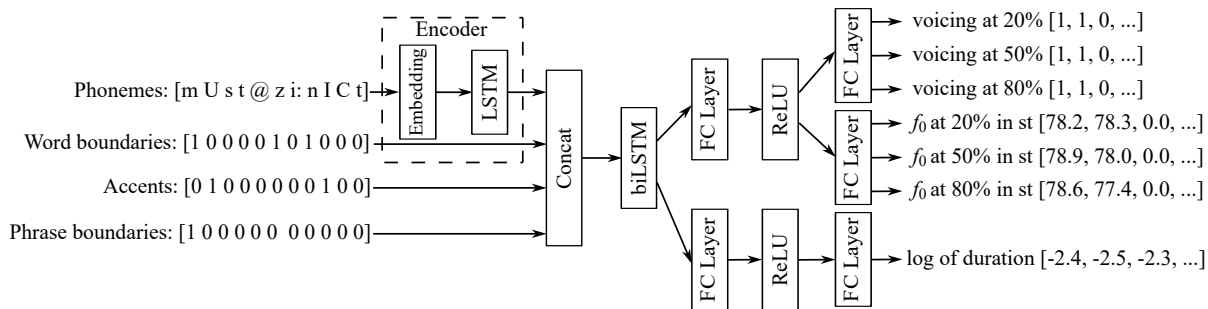 Encoder
Embedding
LSTM
Phonemes: [m U s t @ z i: n I C t]
Word boundaries: [1 0 0 0 0 1 0 1 0 0 0]
Accents: [0 1 0 0 0 0 0 0 1 0 0]
Phrase boundaries: [1 0 0 0 0 0 0 0 0 0 0]
Concat
biLSTM
FC Layer
ReLU
FC Layer
FC Layer
FC Layer
ReLU
FC Layer
voicing at 20% [1, 1, 0, ...]
voicing at 50% [1, 1, 0, ...]
voicing at 80% [1, 1, 0, ...]
f0 at 20% in st [78.2, 78.3, 0.0, ...]
f0 at 50% in st [78.9, 78.0, 0.0, ...]
f0 at 80% in st [78.6, 77.4, 0.0, ...]
log of duration [-2.4, -2.5, -2.3, ...]